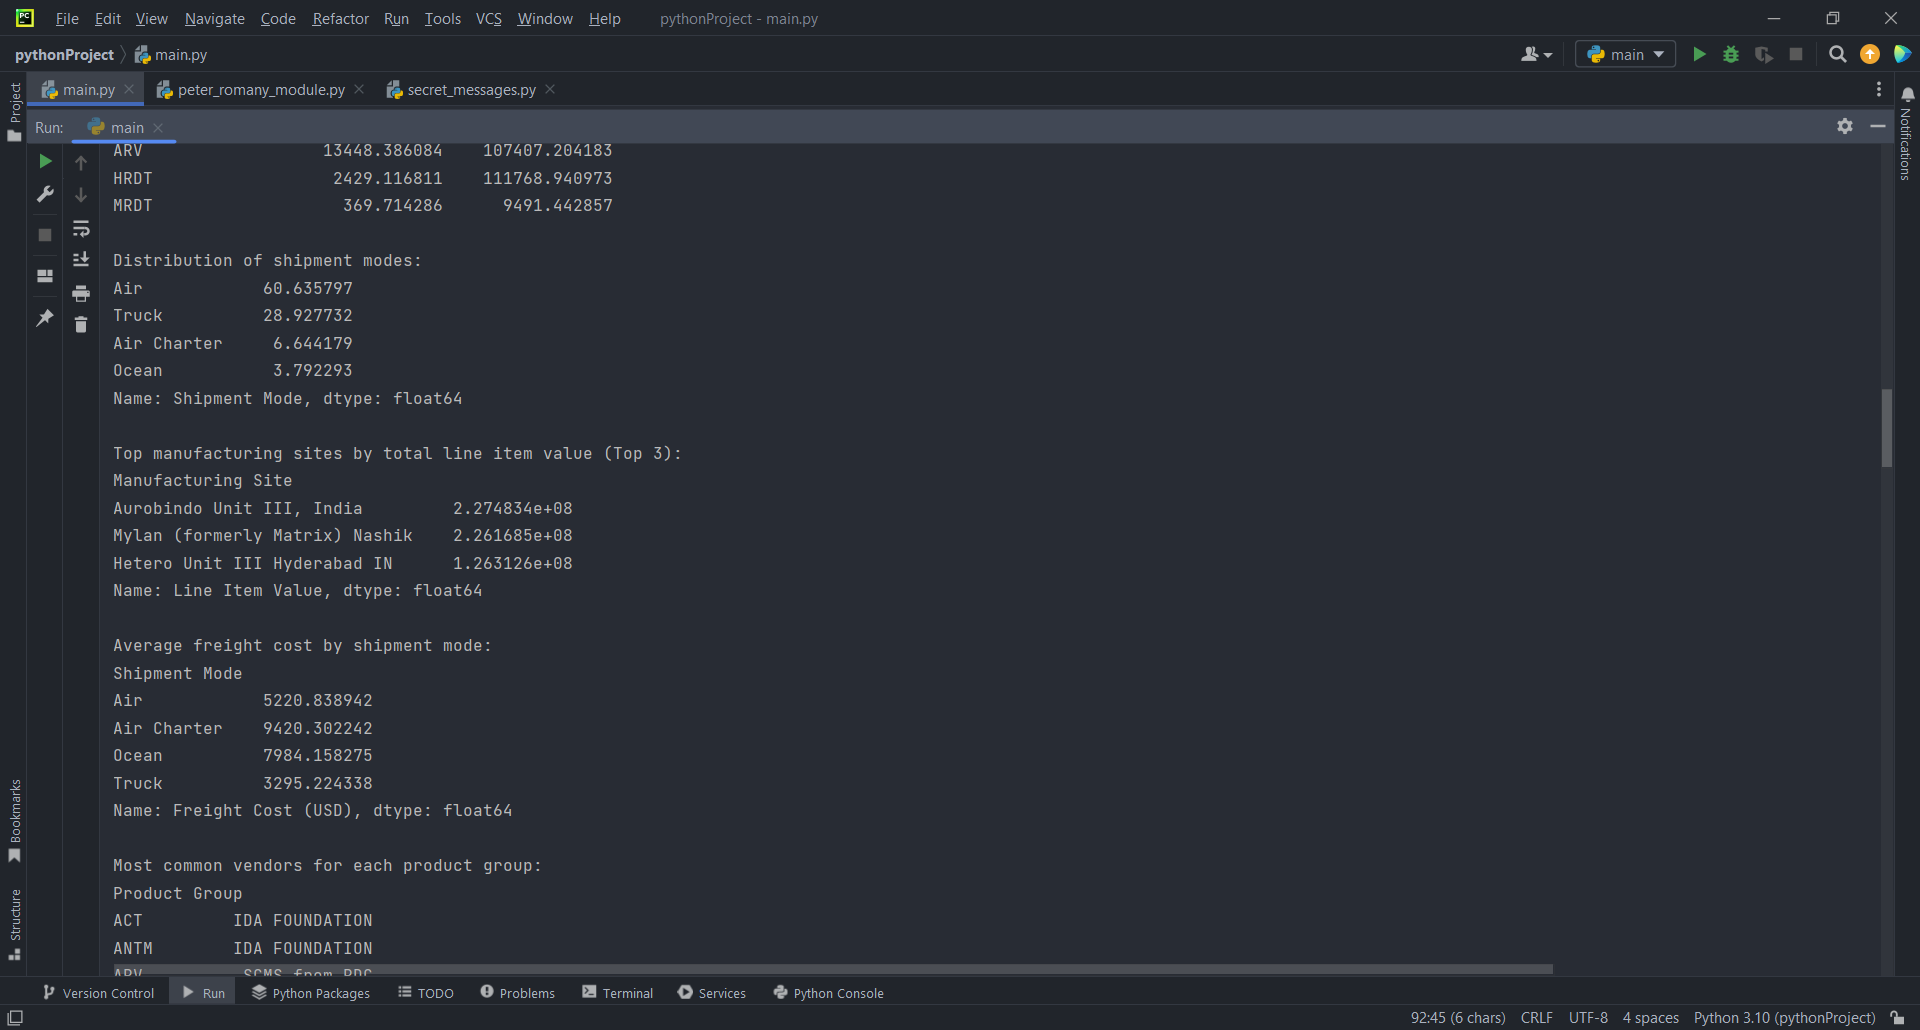 PC File Edit View Navigate Code Refactor Run Tools VCS Window Help pythonProject - main.py
pythonProject main.py main
main.py peter_romany_module.py secret_messages.py
Run: main
Project
Notifications
ARV 13448.386084 107407.204183
HRDT 2429.116811 111768.940973
MRDT 369.714286 9491.442857
Distribution of shipment modes:
Air 60.635797
Truck 28.927732
Air Charter 6.644179
Ocean 3.792293
Name: Shipment Mode, dtype: float64
Top manufacturing sites by total line item value (Top 3):
Manufacturing Site
Aurobindo Unit III, India 2.274834e+08
Mylan (formerly Matrix) Nashik 2.261685e+08
Hetero Unit III Hyderabad IN 1.263126e+08
Name: Line Item Value, dtype: float64
Average freight cost by shipment mode:
Shipment Mode
Air 5220.838942
Air Charter 9420.302242
Ocean 7984.158275
Truck 3295.224338
Name: Freight Cost (USD), dtype: float64
Most common vendors for each product group:
Product Group
ACT IDA FOUNDATION
ANTM IDA FOUNDATION
ARV SCMS from RDC
Bookmarks
Structure
Version Control Run Python Packages TODO Problems Terminal Services Python Console
92:45 (6 chars) CRLF UTF-8 4 spaces Python 3.10 (pythonProject)